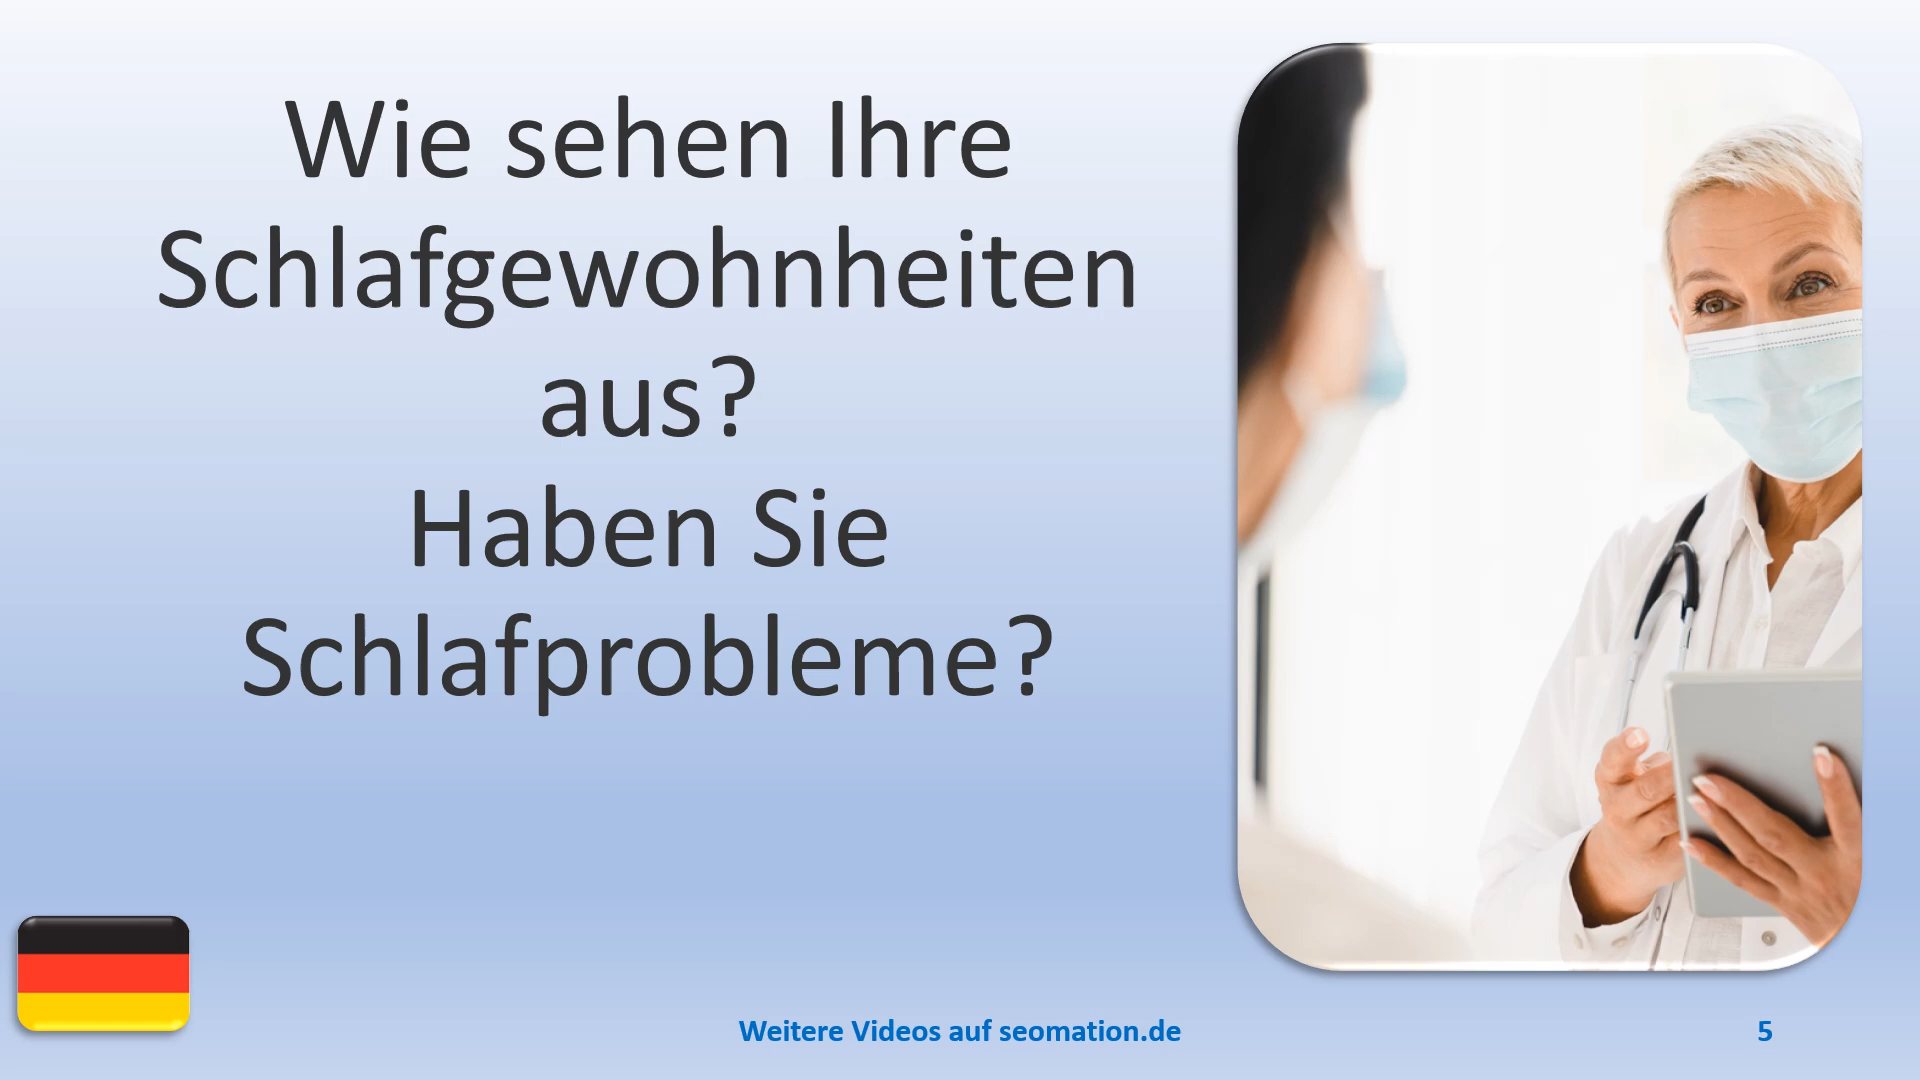 Wie sehen Ihre
Schlafgewohnheiten
aus?
Haben Sie
Schlafprobleme?
Weitere Videos auf seomation.de
5